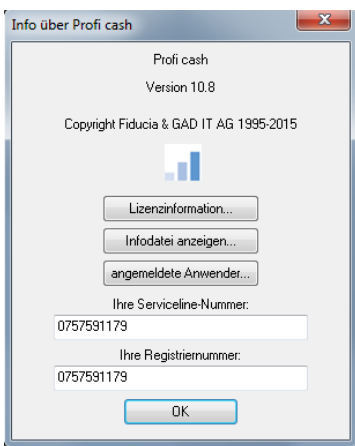 Info über Profi cash
Profi cash
Version 10.8
Copyright Fiducia & GAD IT AG 1995-2015
Lizenzinformation...
Infodatei anzeigen...
angemeldete Anwender...
Ihre Serviceline-Nummer:
0757591179
Ihre Registriernummer:
0757591179
OK